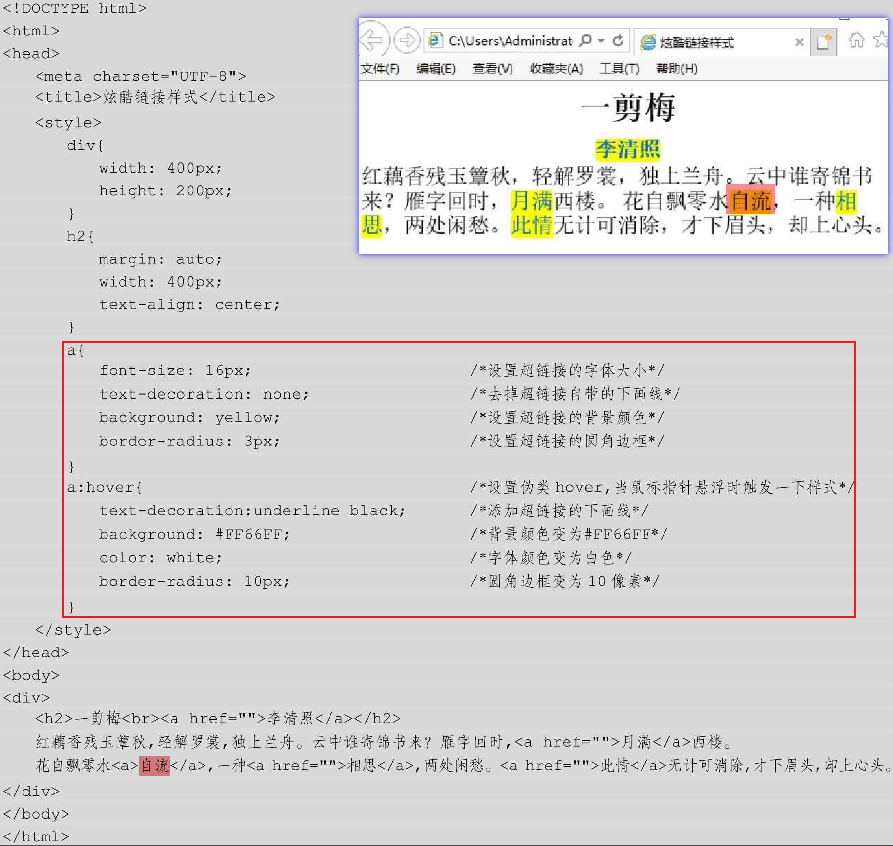 <!DOCTYPE html>
<html>
<head>
<meta charset="UTF-8">
<title>炫酷链接样式</title>
<style>
div{
width: 400px;
height: 200px;
}
h2{
margin: auto;
width: 400px;
text-align: center;
}
a{
font-size: 16px; /*设置超链接的字体大小*/
text-decoration: none; /*去掉超链接自带的下画线*/
background: yellow; /*设置超链接的背景颜色*/
border-radius: 3px; /*设置超链接的圆角边框*/
}
a:hover{ /*设置伪类 hover,当鼠标指针悬浮时触发一下样式*/
text-decoration:underline black; /*添加超链接的下画线*/
background: #FF66FF; /*背景颜色变为#FF66FF*/
color: white; /*字体颜色变为白色*/
border-radius: 10px; /*圆角边框变为 10 像素*/
}
</style>
</head>
<body>
<div>
<h2>一剪梅<br><a href="">李清照</a></h2>
红藕香残玉簟秋,轻解罗裳,独上兰舟。云中谁寄锦书来? 雁字回时,<a href="">月满</a>西楼。
花自飘零水<a>自流</a>,一种<a href="">相思</a>,两处闲愁。<a href="">此情</a>无计可消除,才下眉头,却上心头。
</div>
</body>
</html>
C:\Users\Administrat
炫酷链接样式
文件(F) 编辑(E) 查看(V) 收藏夹(A) 工具(T) 帮助(H)
一剪梅
李清照
红藕香残玉簟秋，轻解罗裳，独上兰舟。云中谁寄锦书
来？雁字回时，月满西楼。 花自飘零水自流，一种相
思，两处闲愁。此情无计可消除，才下眉头，却上心头。